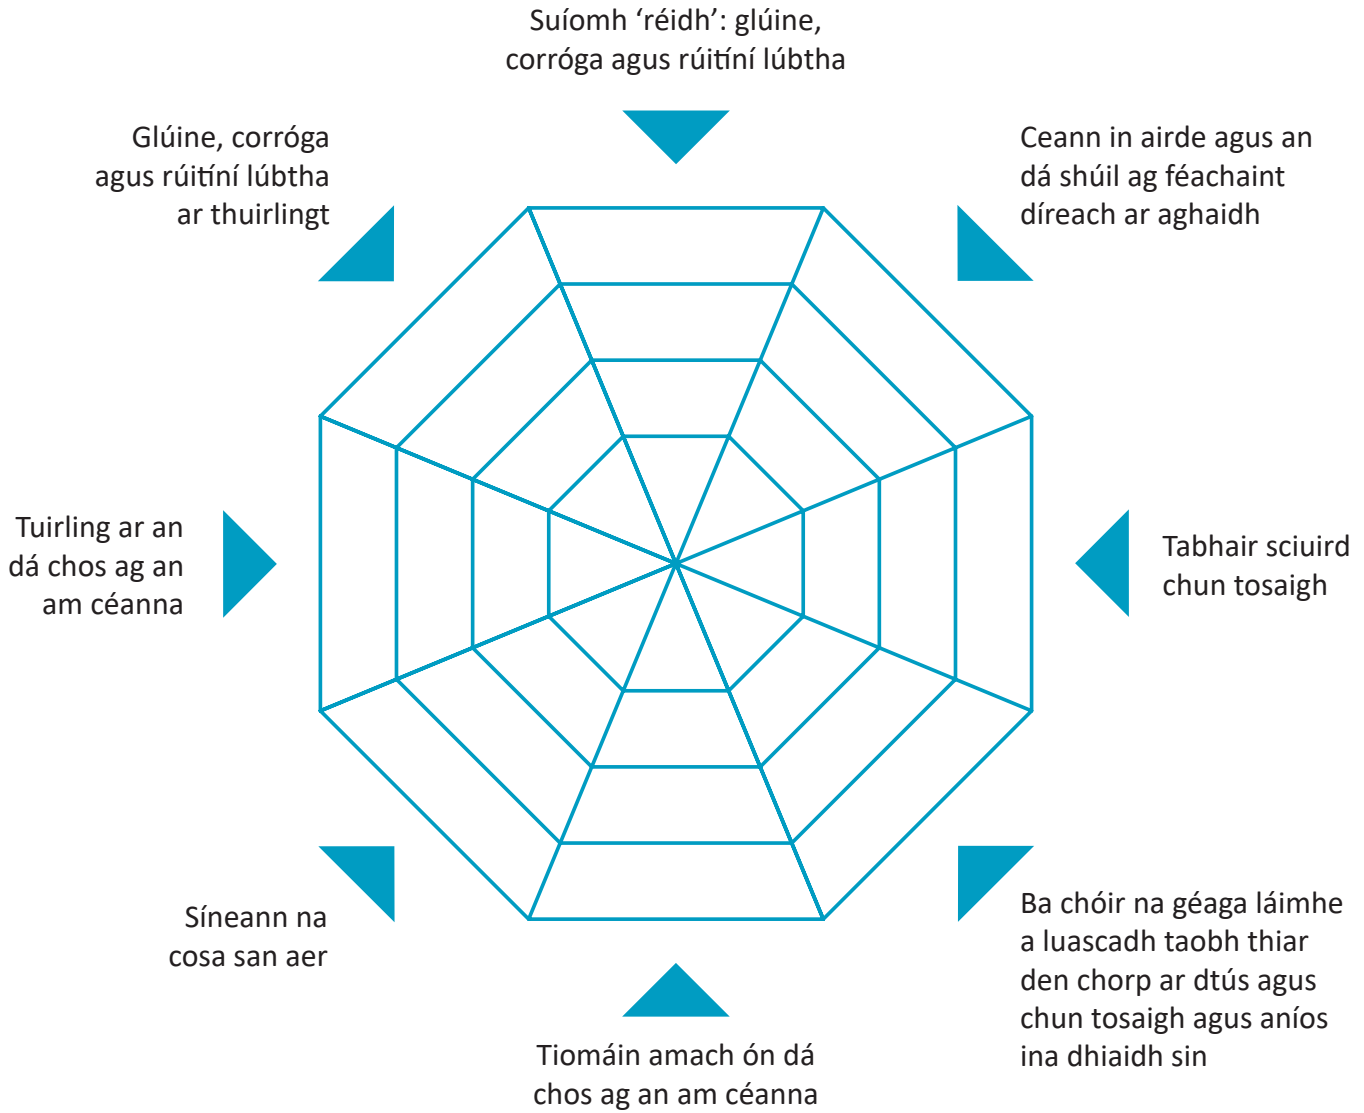 Suíomh ‘réidh’: glúine,
corróga agus rúitíní lúbtha
Ceann in airde agus an
dá shúil ag féachaint
díreach ar aghaidh
Tabhair sciuird
chun tosaigh
Ba chóir na géaga láimhe
a luascadh taobh thiar
den chorp ar dtús agus
chun tosaigh agus aníos
ina dhiaidh sin
Tiomáin amach ón dá
chos ag an am céanna
Síneann na
cosa san aer
Tuirling ar an
dá chos ag an
am céanna
Glúine, corróga
agus rúitíní lúbtha
ar thuirlingt